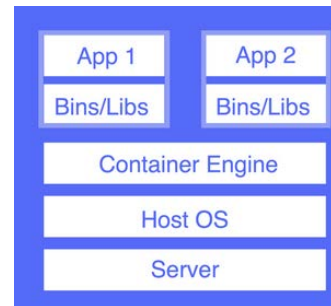 App 1
App 2
Bins/Libs
Bins/Libs
Container Engine
Host OS
Server